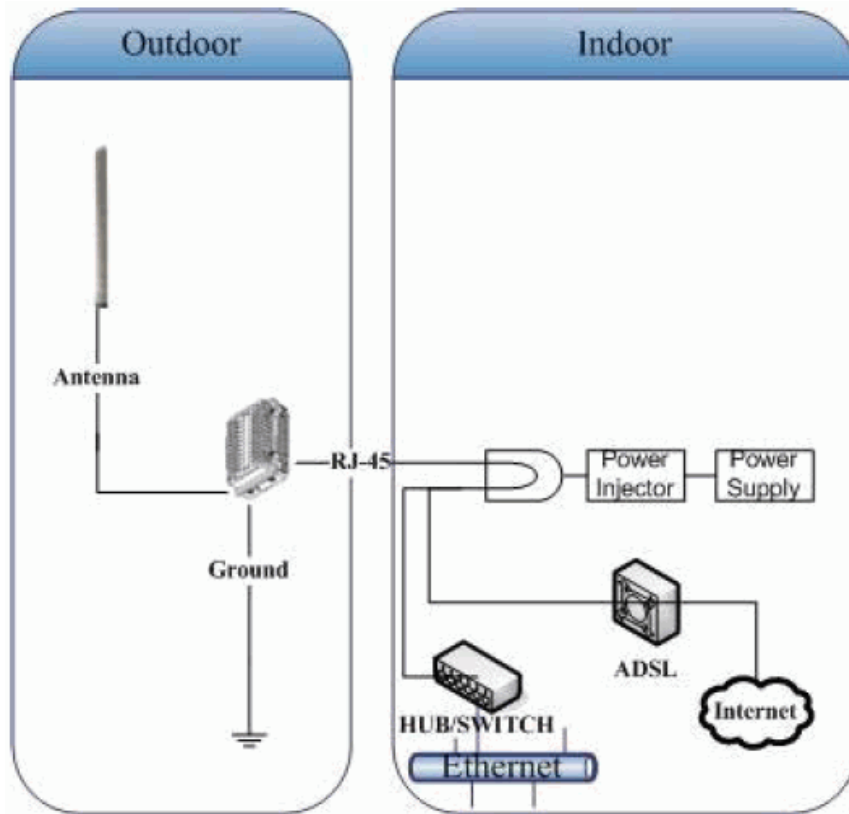 Outdoor
Indoor
Antenna
RJ-45
Power
Injector
Power
Supply
Ground
ADSL
Internet
HUB/SWITCH
Ethernet